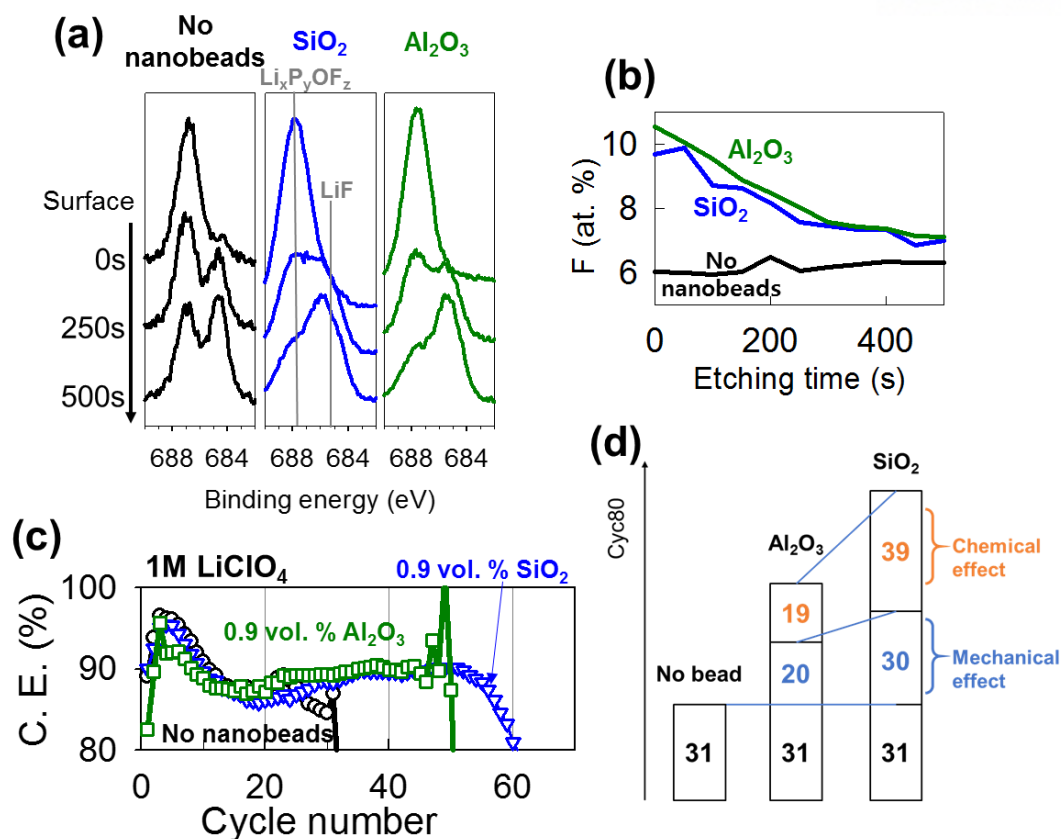 (a)
No
nanobeads
SiO₂
Al₂O₃
LiₓPᵧOF_z
LiF
Surface
0s
250s
500s
688 684
688 684
688 684
Binding energy (eV)
(b)
F (at. %)
10
8
6
Al₂O₃
SiO₂
No
nanobeads
0 200 400
Etching time (s)
(c)
1M LiClO₄
0.9 vol. % SiO₂
0.9 vol. % Al₂O₃
No nanobeads
C. E. (%)
100
90
80
0 20 40 60
Cycle number
(d)
Cyc80
No bead
31
Al₂O₃
19
20
31
SiO₂
39
30
31
Chemical
effect
Mechanical
effect